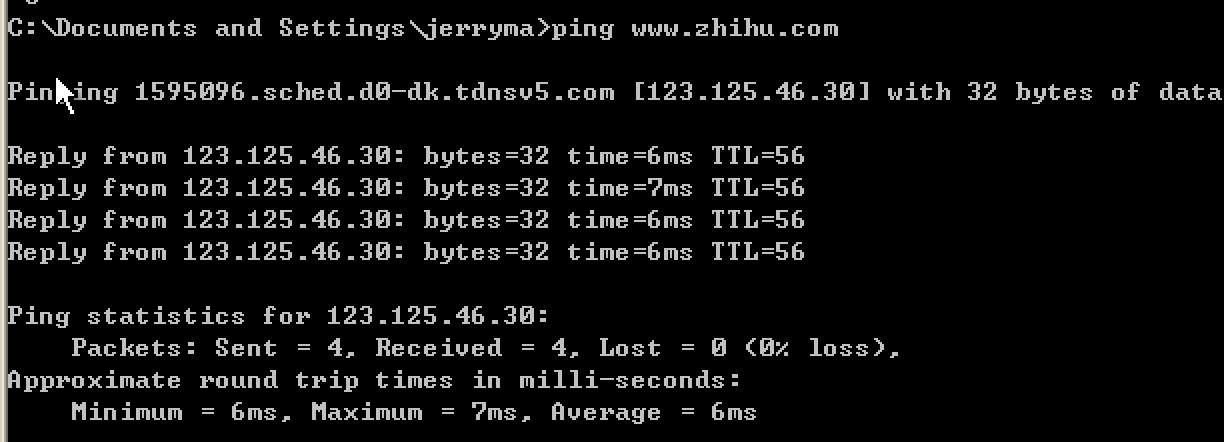 C:\Documents and Settings\jerryma>ping www.zhihu.com
1595096.sched.d0-dk.tdnsv5.com [123.125.46.30] with 32 bytes of data
Reply from 123.125.46.30: bytes=32 time=6ms TTL=56
Reply from 123.125.46.30: bytes=32 time=7ms TTL=56
Reply from 123.125.46.30: bytes=32 time=6ms TTL=56
Reply from 123.125.46.30: bytes=32 time=6ms TTL=56
Ping statistics for 123.125.46.30:
Packets: Sent = 4, Received = 4, Lost = 0 (0% loss),
Approximate round trip times in milli-seconds:
Minimum = 6ms, Maximum = 7ms, Average = 6ms